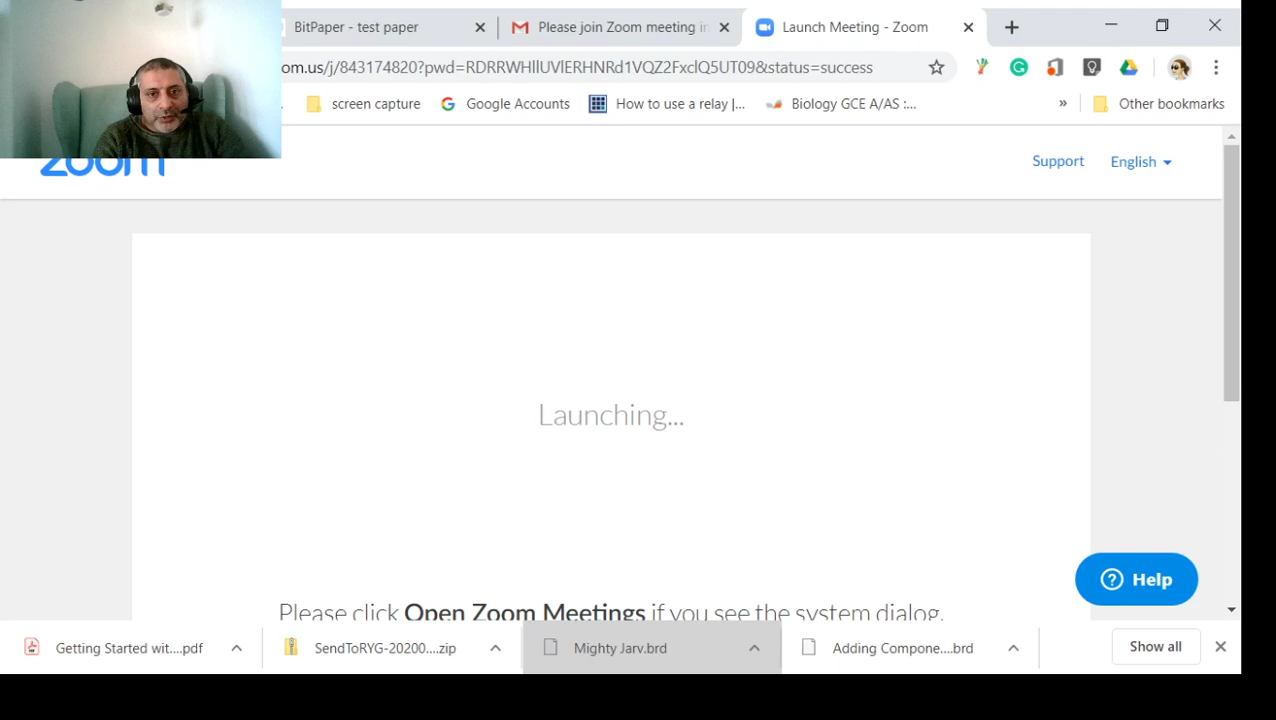 BitPaper - test paper
Please join Zoom meeting in
Launch Meeting - Zoom
om.us/j/843174820?pwd=RDRRWHllUVlERHNRd1VQZ2FxclQ5UT09&status=success
screen capture
Google Accounts
How to use a relay |...
Biology GCE A/AS :...
»
Other bookmarks
zoom
Support
English
Launching...
Please click Open Zoom Meetings if you see the system dialog.
Help
Getting Started wit....pdf
SendToRYG-20200....zip
Mighty Jarv.brd
Adding Compone....brd
Show all